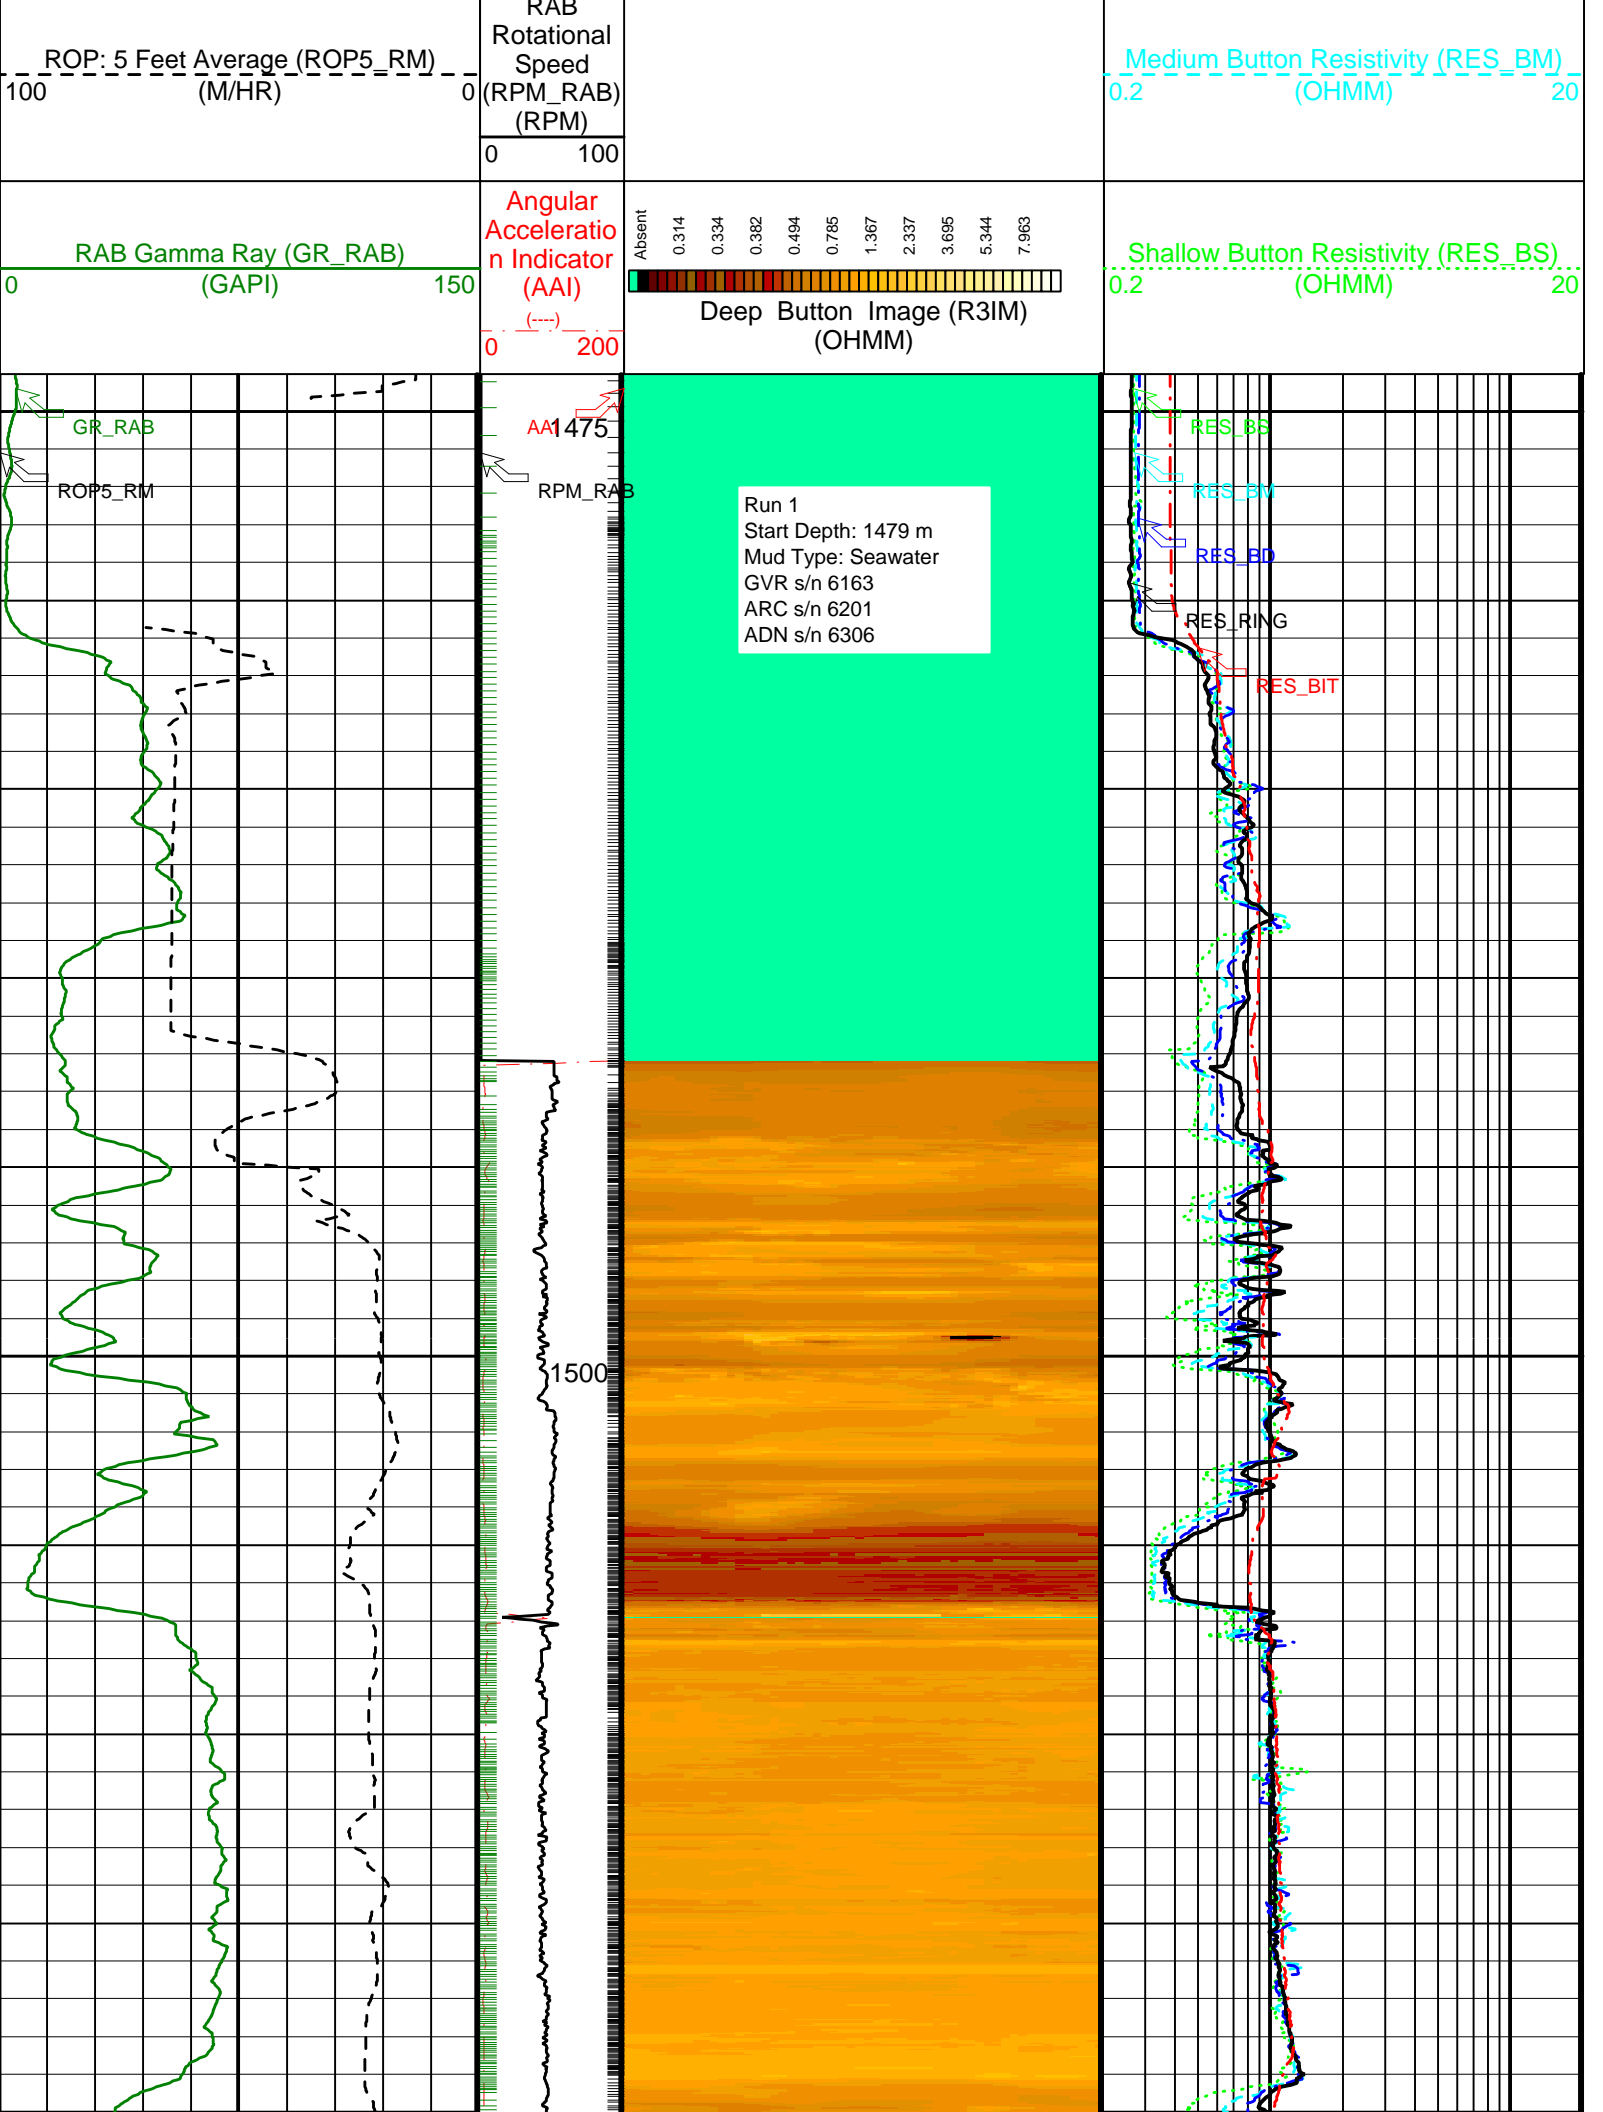 RAB
Rotational
Speed
(RPM_RAB)
(RPM)
0 100
ROP: 5 Feet Average (ROP5_RM)
(M/HR)
100 0
Medium Button Resistivity (RES_BM)
(OHMM)
0.2 20
RAB Gamma Ray (GR_RAB)
(GAPI)
0 150
Angular
Acceleratio
n Indicator
(AAI)
(----)
0 200
Absent
0.314
0.334
0.382
0.494
0.785
1.367
2.337
3.695
5.344
7.963
Deep Button Image (R3IM)
(OHMM)
Shallow Button Resistivity (RES_BS)
(OHMM)
0.2 20
GR_RAB
ROP5_RM
AAI
1475
RPM_RAB
Run 1
Start Depth: 1479 m
Mud Type: Seawater
GVR s/n 6163
ARC s/n 6201
ADN s/n 6306
RES_BS
RES_BM
RES_BD
RES_RING
RES_BIT
1500